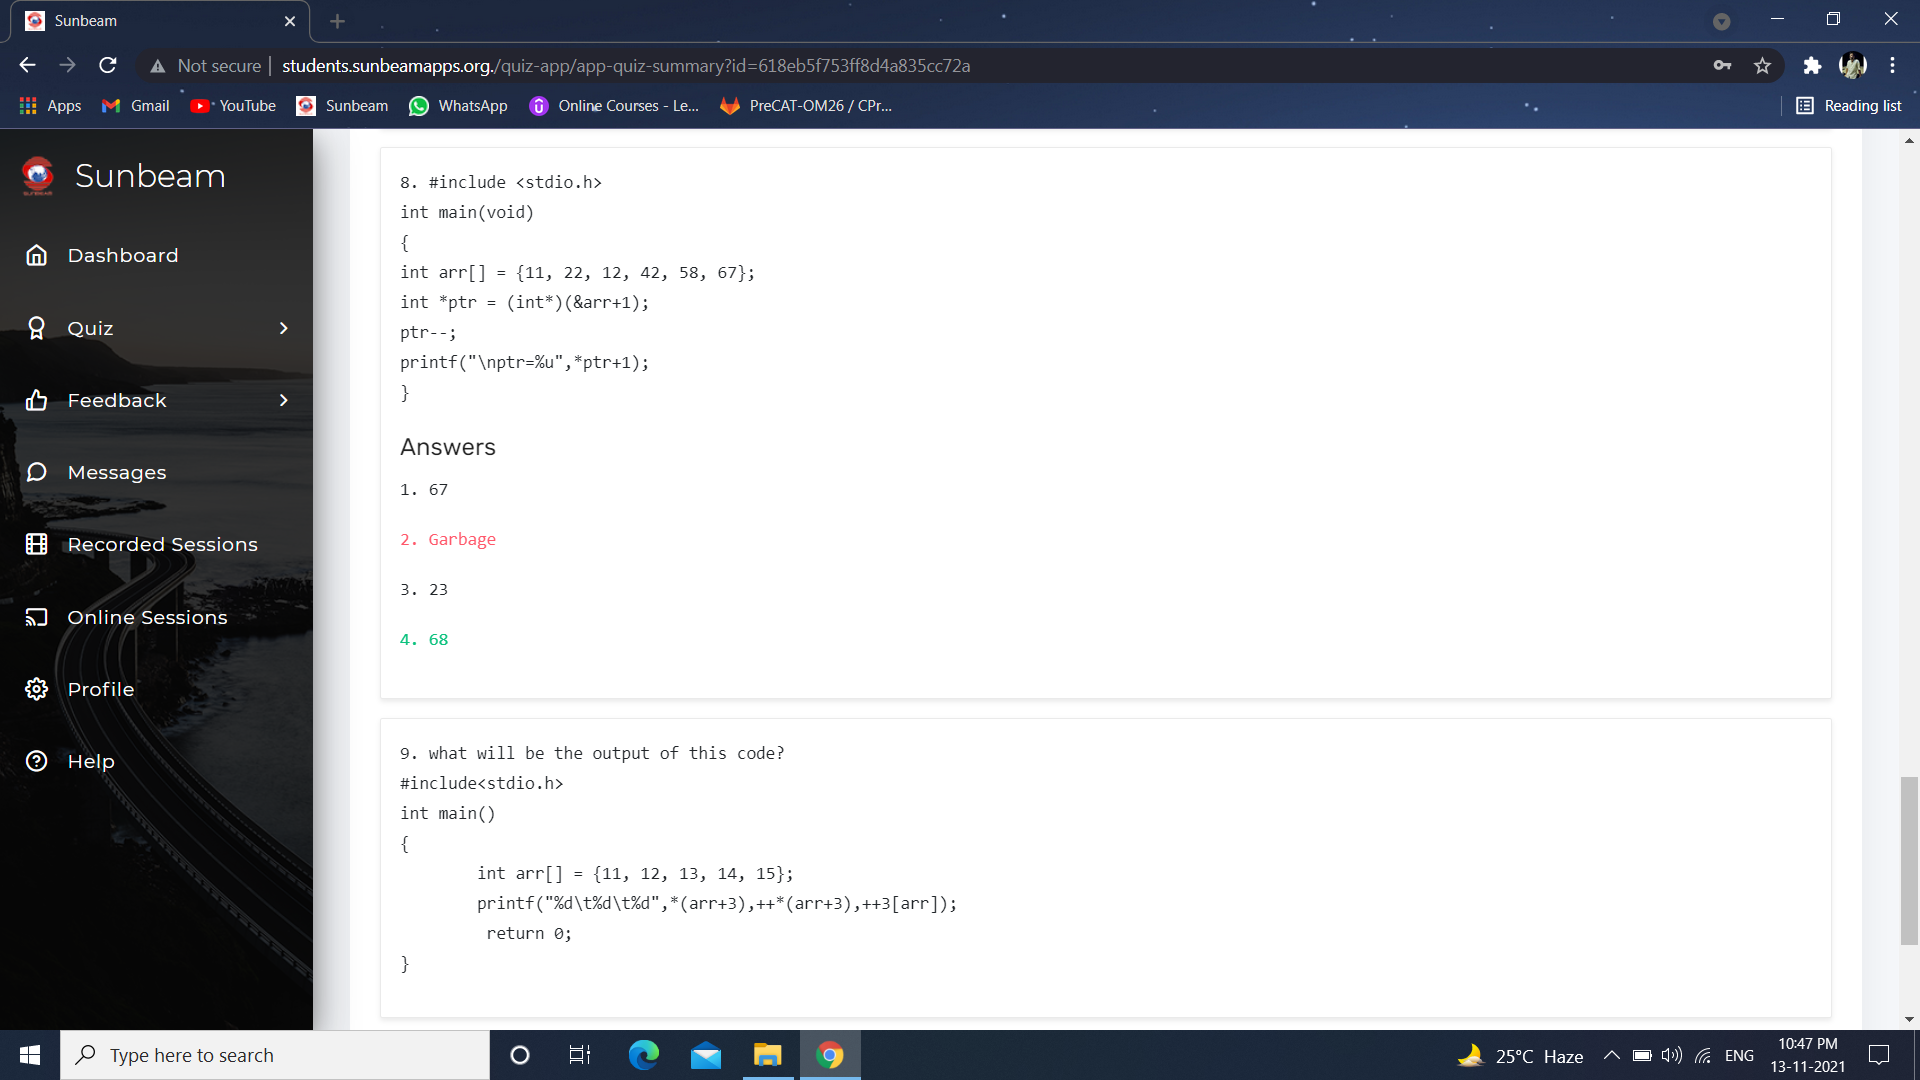 Sunbeam
Not secure | students.sunbeamapps.org./quiz-app/app-quiz-summary?id=618eb5f753ff8d4a835cc72a
Apps
Gmail
YouTube
Sunbeam
WhatsApp
Online Courses - Le...
PreCAT-OM26 / CPr...
Reading list
Sunbeam
Dashboard
Quiz
Feedback
Messages
Recorded Sessions
Online Sessions
Profile
Help
8. #include <stdio.h>
int main(void)
{
int arr[] = {11, 22, 12, 42, 58, 67};
int *ptr = (int*)(&arr+1);
ptr--;
printf("\nptr=%u",*ptr+1);
}
Answers
1. 67
2. Garbage
3. 23
4. 68
9. what will be the output of this code?
#include<stdio.h>
int main()
{
int arr[] = {11, 12, 13, 14, 15};
printf("%d\t%d\t%d",*(arr+3),++*(arr+3),++3[arr]);
return 0;
}
Type here to search
25°C Haze
ENG
10:47 PM
13-11-2021